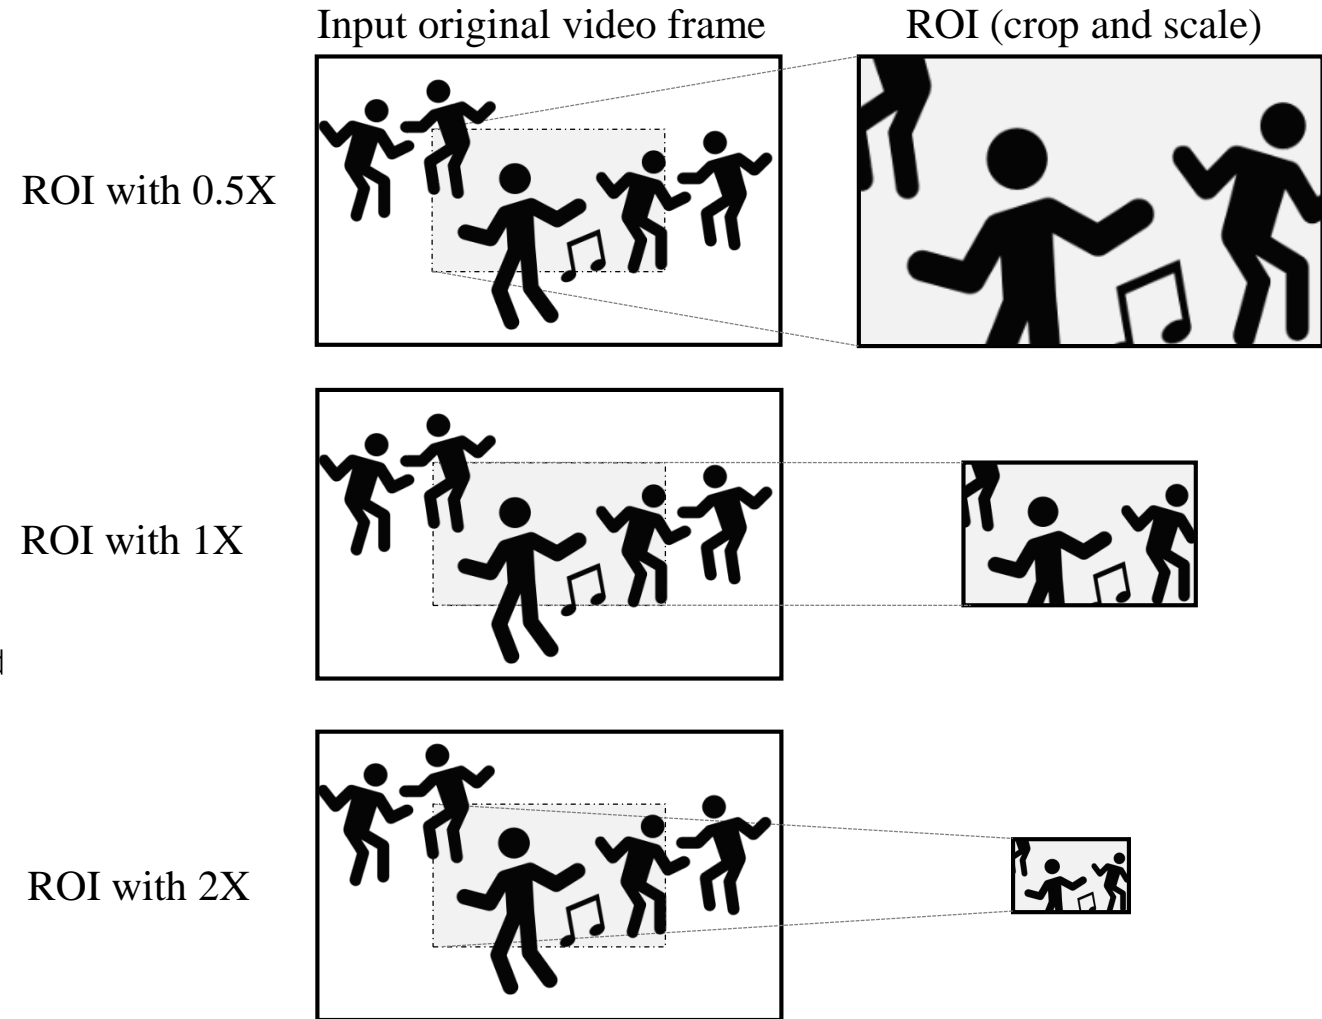 Input original video frame
ROI (crop and scale)
ROI with 0.5X
ROI with 1X
ROI with 2X